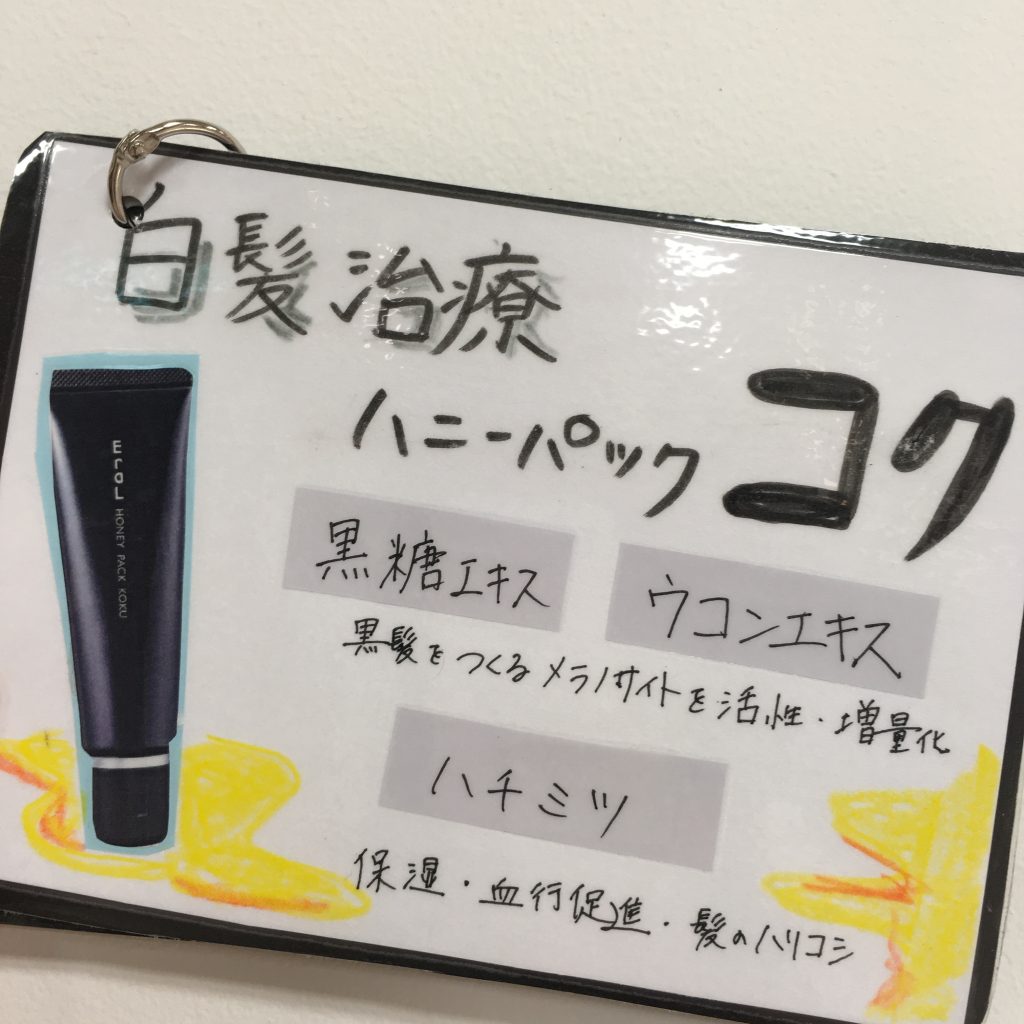 白髪治療
ハニーパック コク
黒糖エキス
ウコンエキス
黒髪をつくるメラノサイトを活性・増量化
ハチミツ
保湿・血行促進・髪のハリコシ
Eral HONEY PACK KOKU